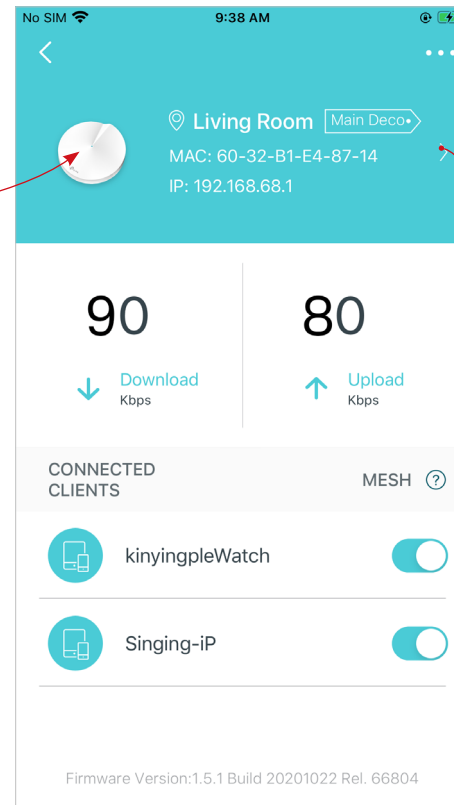 No SIM 9:38 AM
Living Room Main Deco
MAC: 60-32-B1-E4-87-14
IP: 192.168.68.1
90 80
Download Upload
Kbps Kbps
CONNECTED
CLIENTS
MESH ?
kinyingpleWatch
Singing-iP
Firmware Version:1.5.1 Build 20201022 Rel. 66804